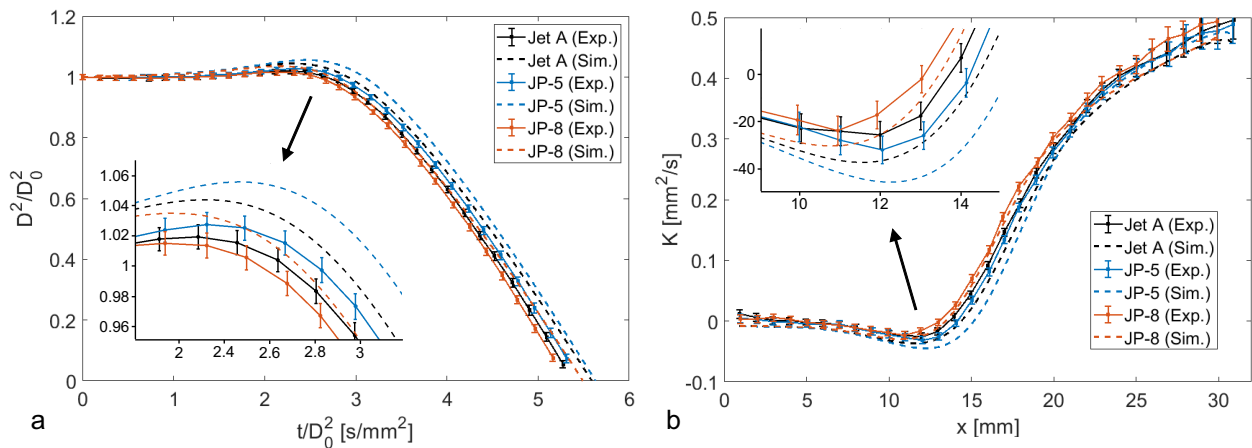 1.2
1
0.8
0.6
0.4
0.2
0
D²/D₀²
0
1
2
3
4
5
6
t/D₀² [s/mm²]
a
Jet A (Exp.)
Jet A (Sim.)
JP-5 (Exp.)
JP-5 (Sim.)
JP-8 (Exp.)
JP-8 (Sim.)
1.06
1.04
1.02
1
0.98
0.96
2
2.2
2.4
2.6
2.8
3
0.5
0.4
0.3
0.2
0.1
0
-0.1
K [mm²/s]
0
5
10
15
20
25
30
x [mm]
b
0
-20
-40
10
12
14
Jet A (Exp.)
Jet A (Sim.)
JP-5 (Exp.)
JP-5 (Sim.)
JP-8 (Exp.)
JP-8 (Sim.)